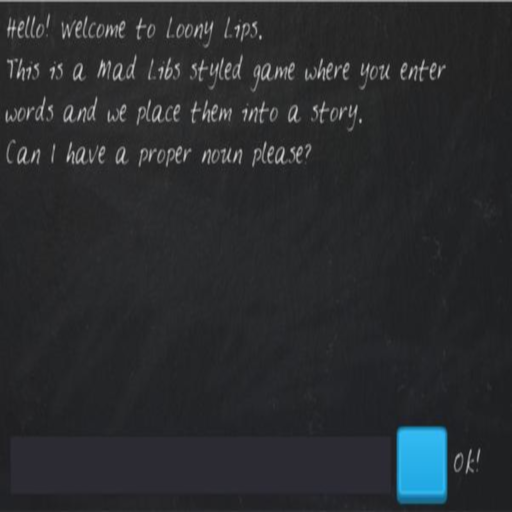 Hello! Welcome to Loony Lips.
This is a Mad Libs styled game where you enter
words and we place them into a story.
Can I have a proper noun please?
Ok!